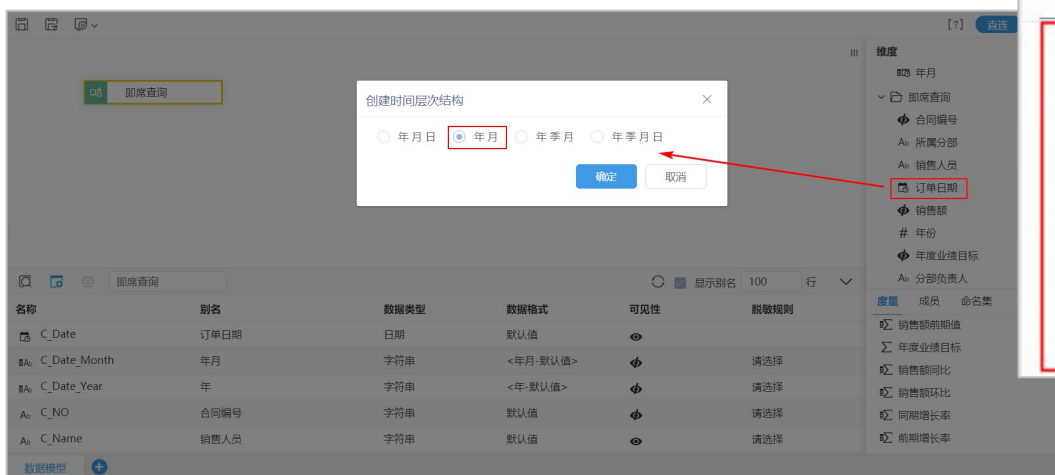 [?] 直连
即席查询
创建时间层次结构
年月日 年月 年季月 年季月日
确定 取消
维度
年月
即席查询
合同编号
Ab 所属分部
Ab 销售人员
订单日期
销售额
# 年份
年度业绩目标
Ab 分部负责人
度量 成员 命名集
销售额前期值
∑ 年度业绩目标
销售额同比
销售额环比
同期增长率
前期增长率
即席查询 显示别名 100 行
名称 别名 数据类型 数据格式 可见性 脱敏规则
C_Date 订单日期 日期 默认值
C_Date_Month 年月 字符串 <年月-默认值> 请选择
C_Date_Year 年 字符串 <年-默认值> 请选择
Ab C_NO 合同编号 字符串 默认值 请选择
Ab C_Name 销售人员 字符串 默认值 请选择
数据模型